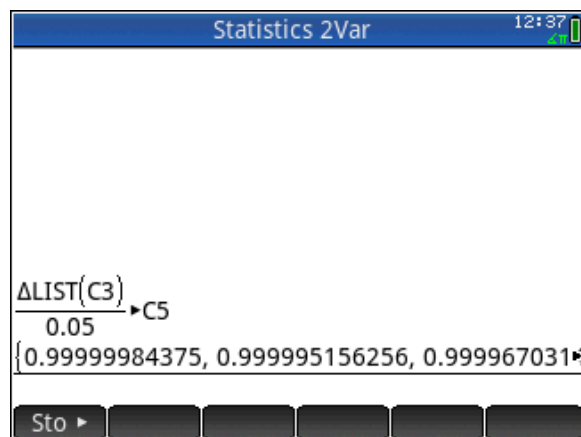 Statistics 2Var
12:37
∡π
ΔLIST(C3)
0.05
▶C5
{0.99999984375, 0.999995156256, 0.999967031
Sto ▶